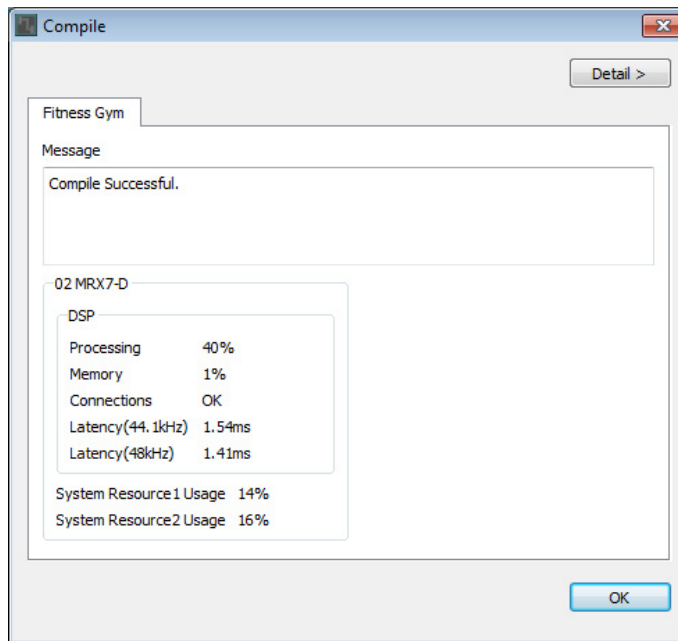 Compile
Detail >
Fitness Gym
Message
Compile Successful.
02 MRX7-D
DSP
Processing 40%
Memory 1%
Connections OK
Latency(44.1kHz) 1.54ms
Latency(48kHz) 1.41ms
System Resource1 Usage 14%
System Resource2 Usage 16%
OK